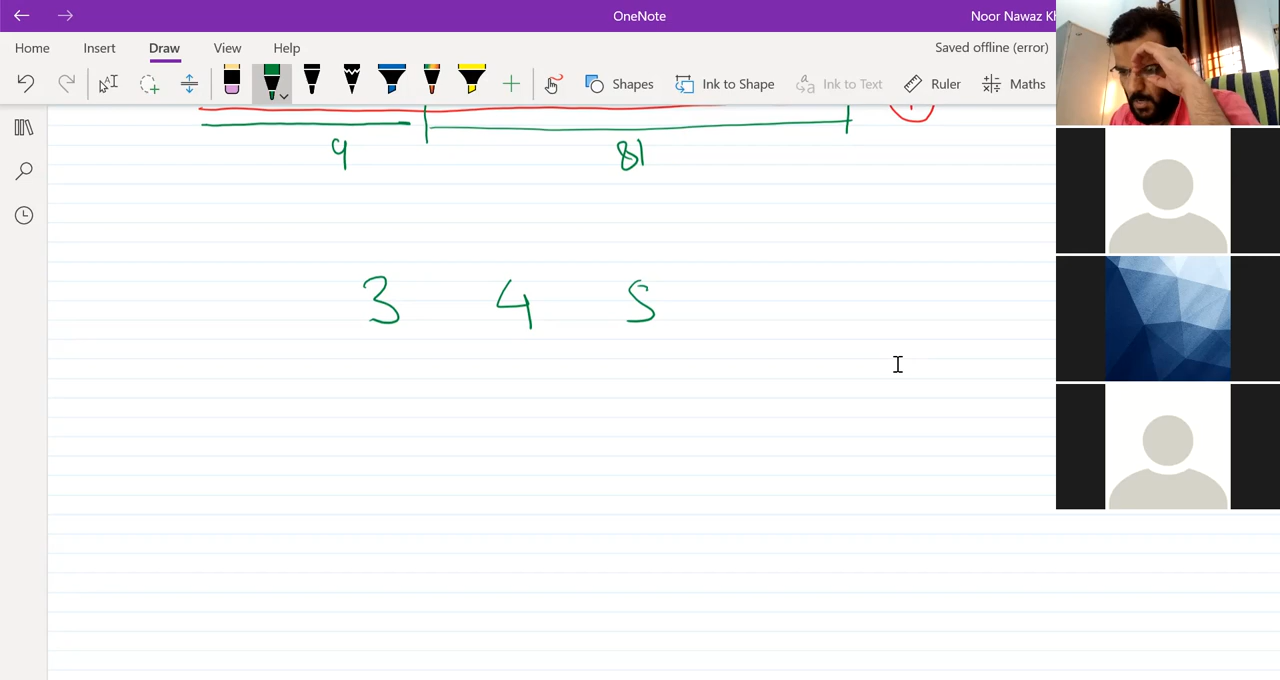 OneNote
Noor Nawaz Kh
Home Insert Draw View Help
Saved offline (error)
Shapes Ink to Shape Ink to Text Ruler Maths
9 81
3 4 5